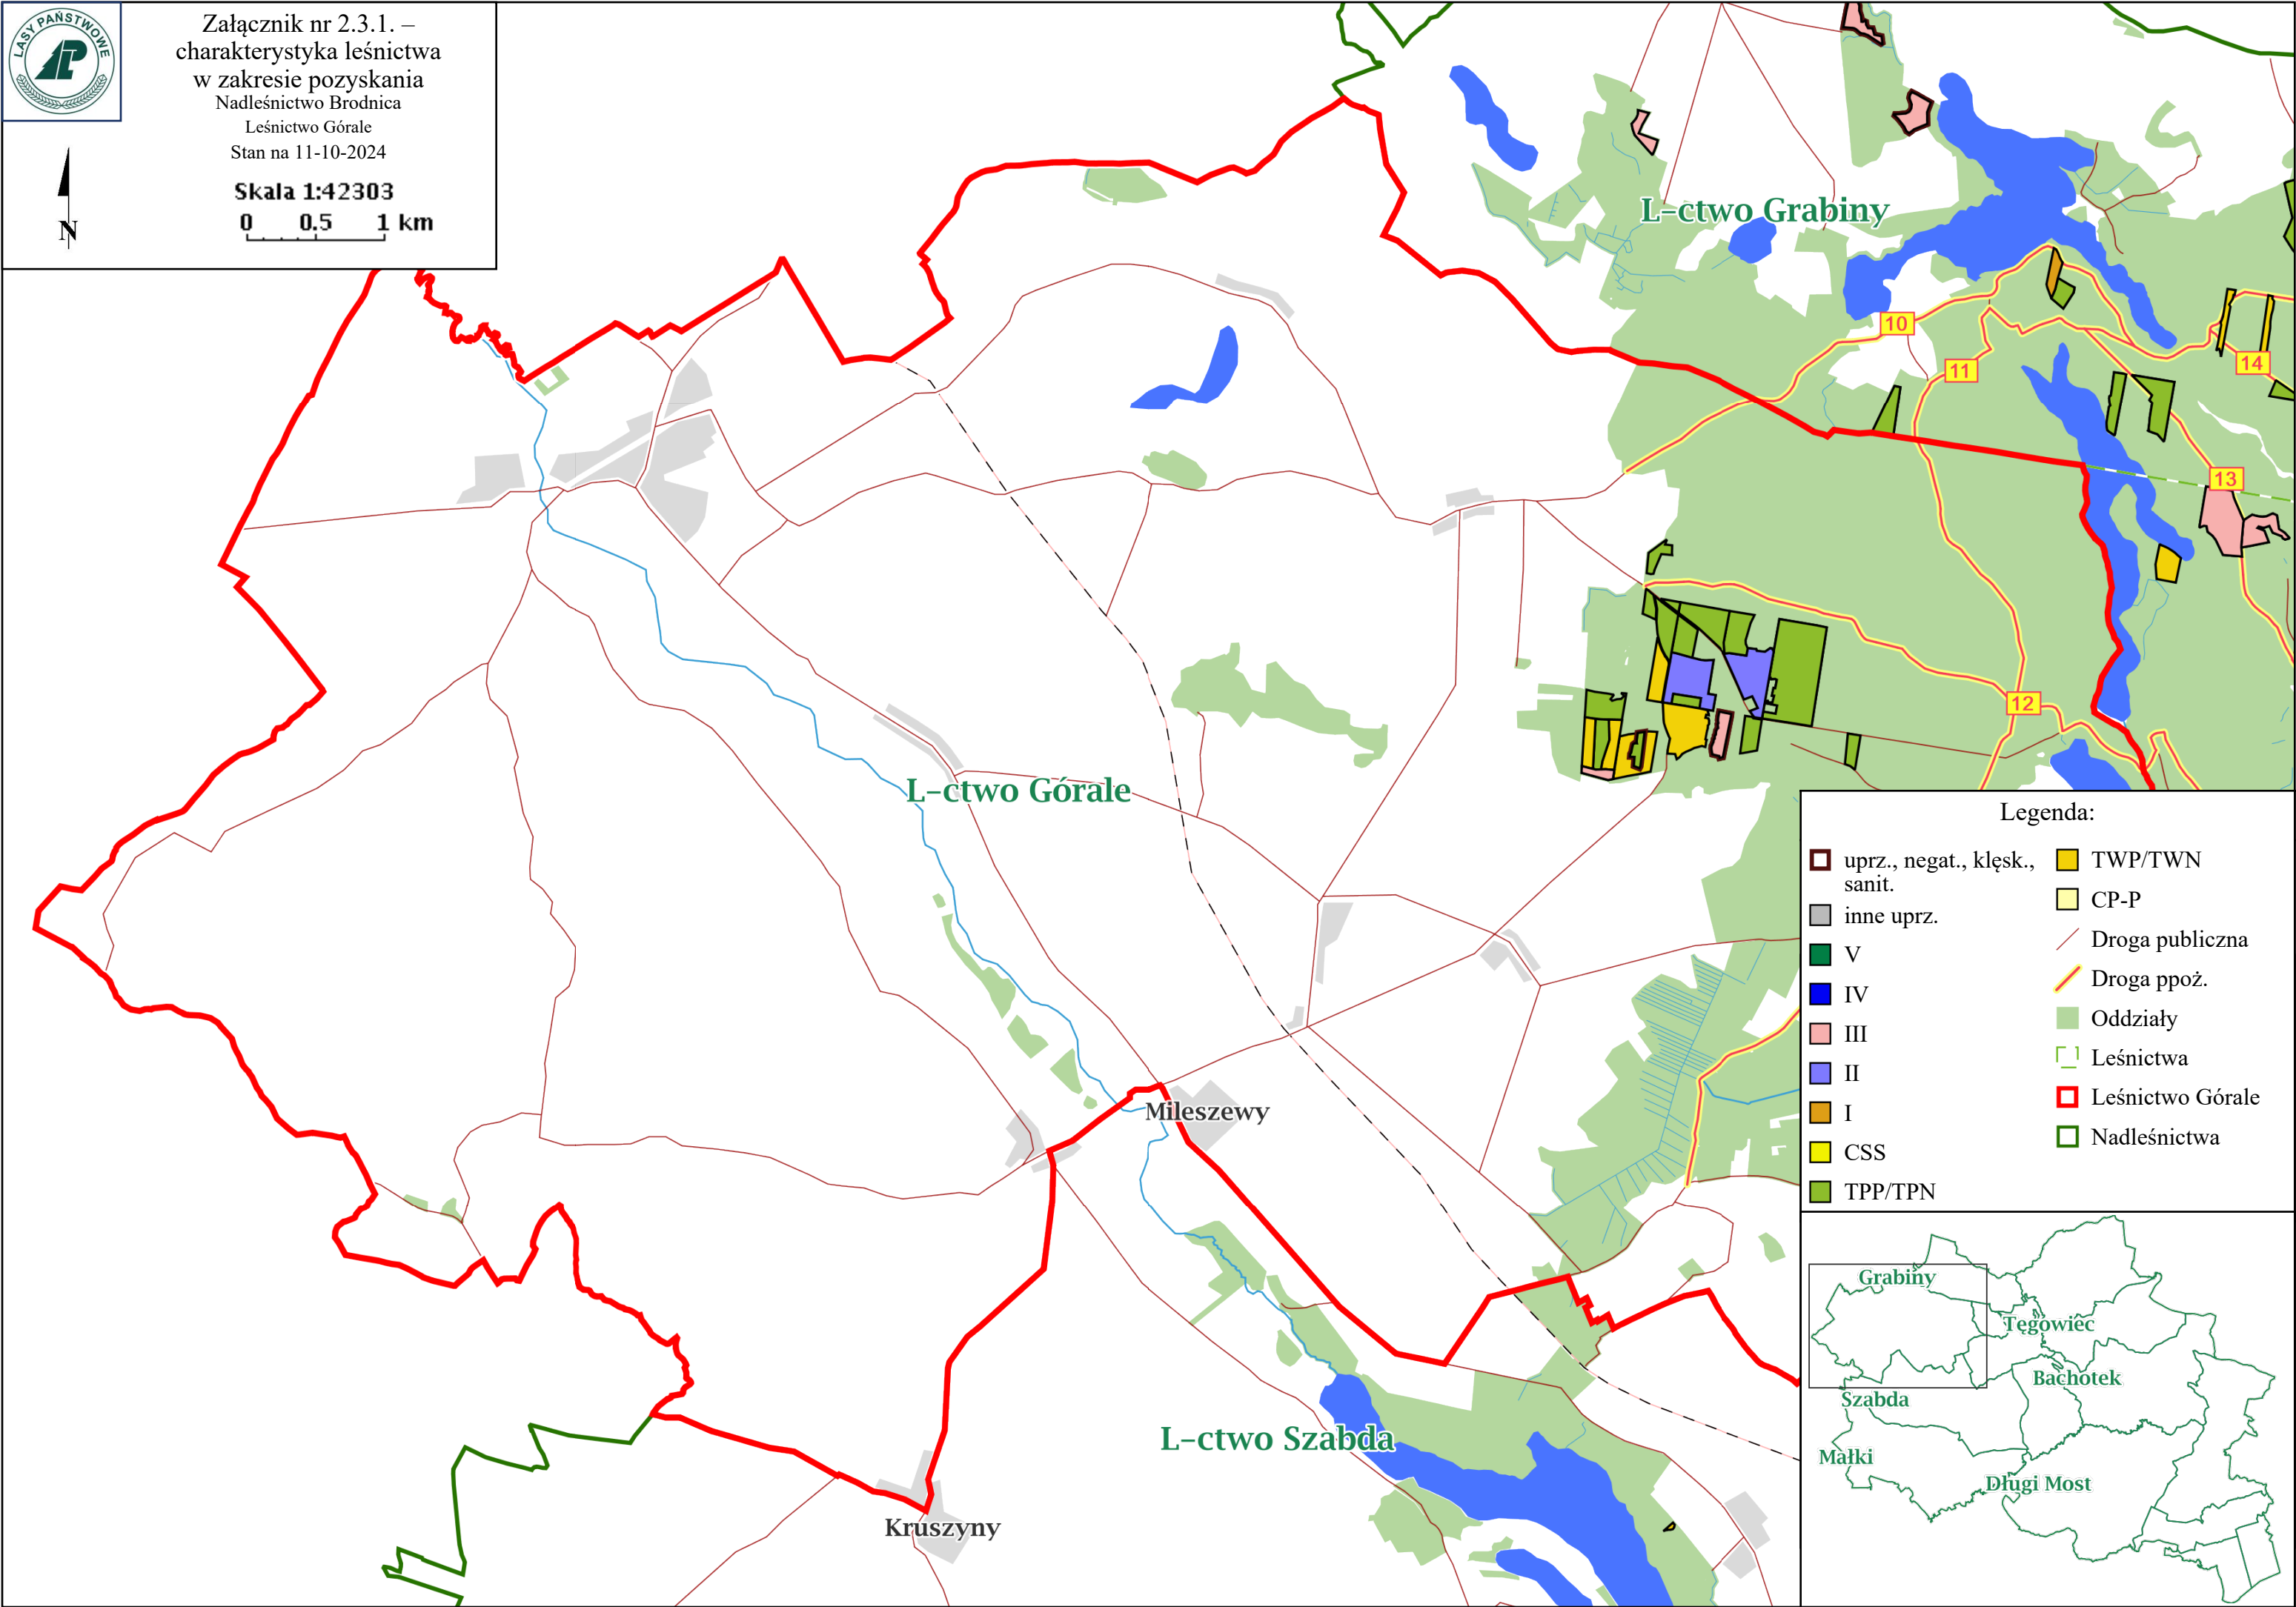 LASY PAŃSTWOWE
LP
Załącznik nr 2.3.1. –
charakterystyka leśnictwa
w zakresie pozyskania
Nadleśnictwo Brodnica
Leśnictwo Górale
Stan na 11-10-2024
Skala 1:42303
0 0.5 1 km
N
L-ctwo Grabiny
10
11
14
13
12
L-ctwo Górale
Mileszewy
L-ctwo Szabda
Kruszyny
Legenda:
uprz., negat., klęsk.,
sanit.
inne uprz.
V
IV
III
II
I
CSS
TPP/TPN
TWP/TWN
CP-P
Droga publiczna
Droga ppoż.
Oddziały
Leśnictwa
Leśnictwo Górale
Nadleśnictwa
Grabiny
Tęgowiec
Bachotek
Szabda
Małki
Długi Most